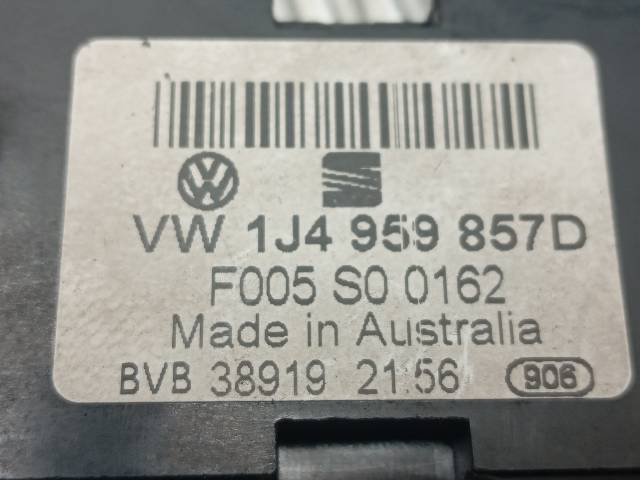 VW 1J4 959 857D
F005 S0 0162
Made in Australia
BVB 38919 21:56 906